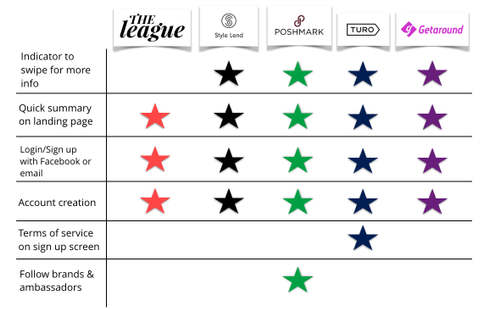 THE
league
Style Lend
POSHMARK
TURO
Getaround
Indicator to
swipe for more
info
Quick summary
on landing page
Login/Sign up
with Facebook or
email
Account creation
Terms of service
on sign up screen
Follow brands &
ambassadors